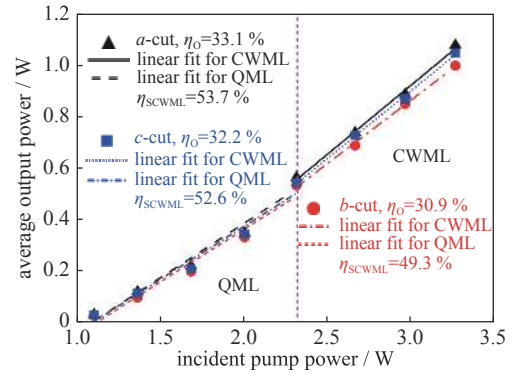 average output power / W
1.2
1.0
0.8
0.6
0.4
0.2
0
a-cut, ηO=33.1 %
linear fit for CWML
linear fit for QML
ηSCWML=53.7 %
c-cut, ηO=32.2 %
linear fit for CWML
linear fit for QML
ηSCWML=52.6 %
CWML
b-cut, ηO=30.9 %
linear fit for CWML
linear fit for QML
ηSCWML=49.3 %
QML
1.0 1.5 2.0 2.5 3.0 3.5
incident pump power / W